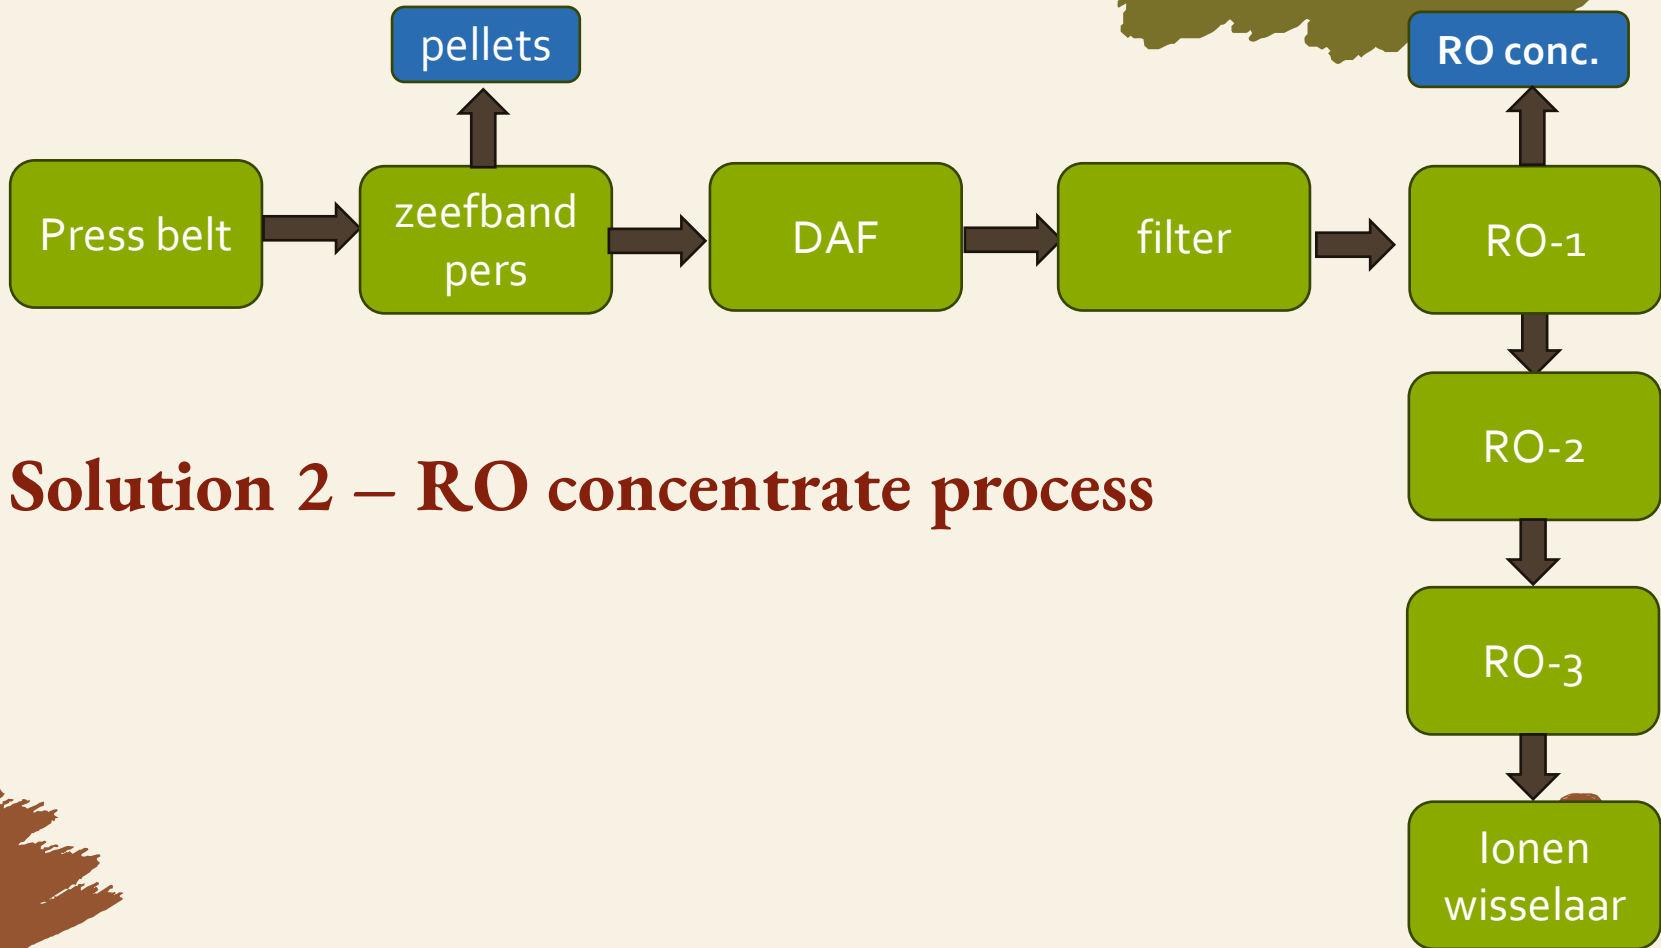 pellets
RO conc.
Press belt
zeefband
pers
DAF
filter
RO-1
RO-2
Solution 2 – RO concentrate process
RO-3
Ionen
wisselaar